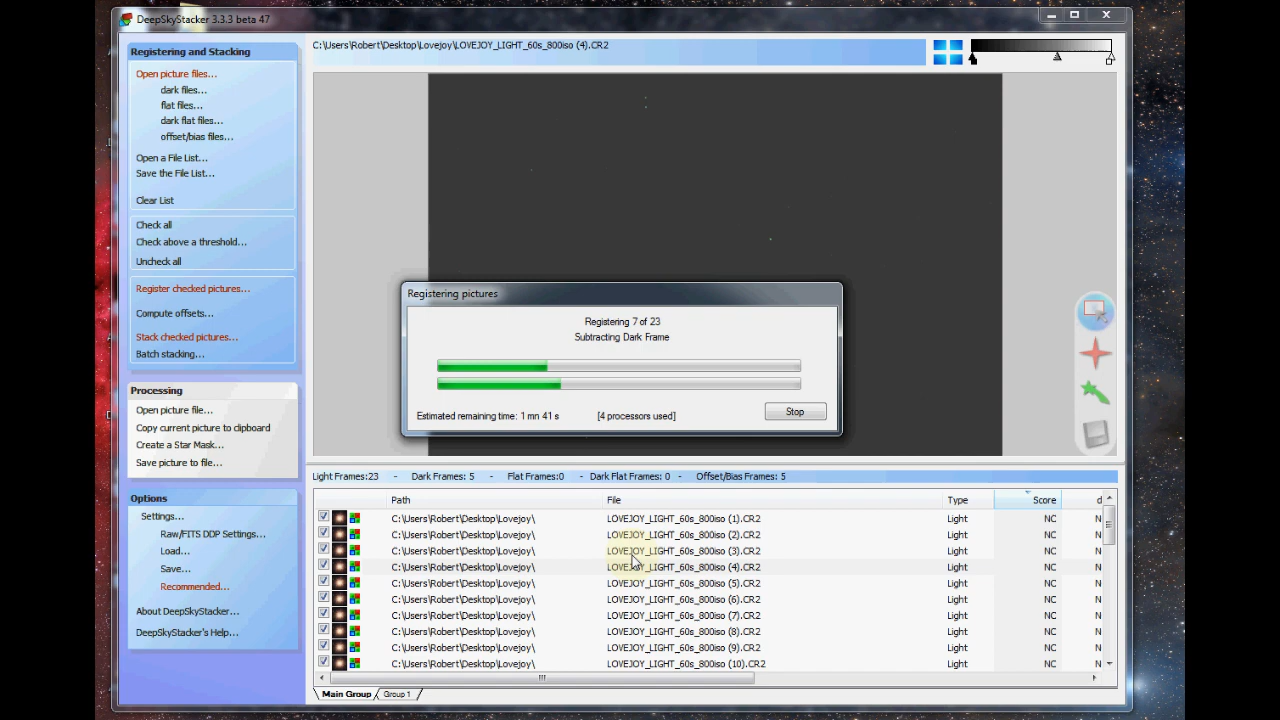 DeepSkyStacker 3.3.3 beta 47
Registering and Stacking
Open picture files...
dark files...
flat files...
dark flat files...
offset/bias files...
Open a File List...
Save the File List...
Clear List
Check all
Check above a threshold...
Uncheck all
Register checked pictures...
Compute offsets...
Stack checked pictures...
Batch stacking...
Processing
Open picture file...
Copy current picture to clipboard
Create a Star Mask...
Save picture to file...
Options
Settings...
Raw/FITS DDP Settings...
Load...
Save...
Recommended...
About DeepSkyStacker...
DeepSkyStacker's Help...
C:\Users\Robert\Desktop\Lovejoy\LOVEJOY_LIGHT_60s_800iso (4).CR2
Registering pictures
Registering 7 of 23
Subtracting Dark Frame
Estimated remaining time: 1 mn 41 s [4 processors used]
Stop
Light Frames:23 - Dark Frames: 5 - Flat Frames:0 - Dark Flat Frames: 0 - Offset/Bias Frames: 5
Path File Type Score d
C:\Users\Robert\Desktop\Lovejoy\ LOVEJOY_LIGHT_60s_800iso (1).CR2 Light NC N
C:\Users\Robert\Desktop\Lovejoy\ LOVEJOY_LIGHT_60s_800iso (2).CR2 Light NC N
C:\Users\Robert\Desktop\Lovejoy\ LOVEJOY_LIGHT_60s_800iso (3).CR2 Light NC N
C:\Users\Robert\Desktop\Lovejoy\ LOVEJOY_LIGHT_60s_800iso (4).CR2 Light NC N
C:\Users\Robert\Desktop\Lovejoy\ LOVEJOY_LIGHT_60s_800iso (5).CR2 Light NC N
C:\Users\Robert\Desktop\Lovejoy\ LOVEJOY_LIGHT_60s_800iso (6).CR2 Light NC N
C:\Users\Robert\Desktop\Lovejoy\ LOVEJOY_LIGHT_60s_800iso (7).CR2 Light NC N
C:\Users\Robert\Desktop\Lovejoy\ LOVEJOY_LIGHT_60s_800iso (8).CR2 Light NC N
C:\Users\Robert\Desktop\Lovejoy\ LOVEJOY_LIGHT_60s_800iso (9).CR2 Light NC N
C:\Users\Robert\Desktop\Lovejoy\ LOVEJOY_LIGHT_60s_800iso (10).CR2 Light NC N
Main Group Group 1